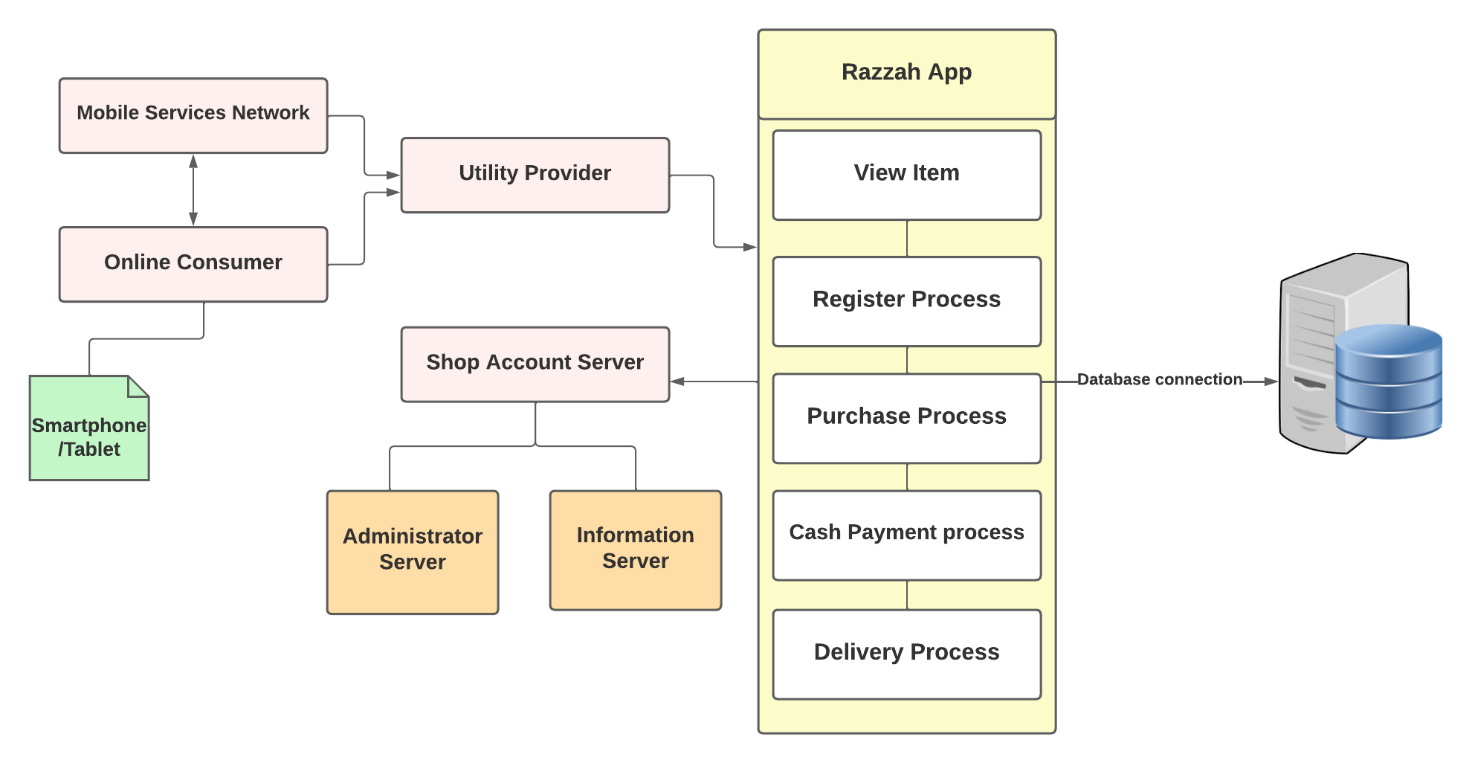 Razzah App
Mobile Services Network
Utility Provider
View Item
Online Consumer
Register Process
Shop Account Server
Database connection
Purchase Process
Smartphone
/Tablet
Administrator
Server
Information
Server
Cash Payment process
Delivery Process